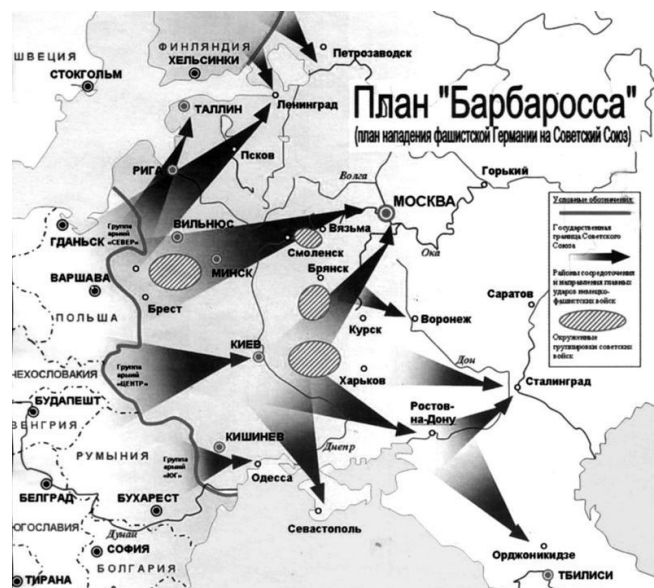 План "Барбаросса"
(план нападения фашистской Германии на Советский Союз)
ШВЕЦИЯ
СТОКГОЛЬМ
ФИНЛЯНДИЯ
ХЕЛЬСИНКИ
Петрозаводск
Ленинград
ТАЛЛИН
Псков
РИГА
Волга
Горький
МОСКВА
Вязьма
Ока
Смоленск
Брянск
ВИЛЬНЮС
МИНСК
Группа
армий
«СЕВЕР»
ГДАНЬСК
ВАРШАВА
Брест
ПОЛЬША
Курск
Воронеж
Саратов
КИЕВ
Дон
Сталинград
Харьков
Группа
армий
«ЦЕНТР»
ЧЕХОСЛОВАКИЯ
БУДАПЕШТ
ВЕНГРИЯ
РУМЫНИЯ
Ростов-
на-Дону
КИШИНЕВ
Днепр
Группа
армий
«ЮГ»
Одесса
БЕЛГРАД
БУХАРЕСТ
Севастополь
ЮГОСЛАВИЯ
Дунай
СОФИЯ
БОЛГАРИЯ
ТИРАНА
Орджоникидзе
ТБИЛИСИ
Условные обозначения:
Государственная
граница Советского
Союза
Районы сосредоточения
и направления главных
ударов немецко-
фашистских войск
Окруженные
группировки советских
войск